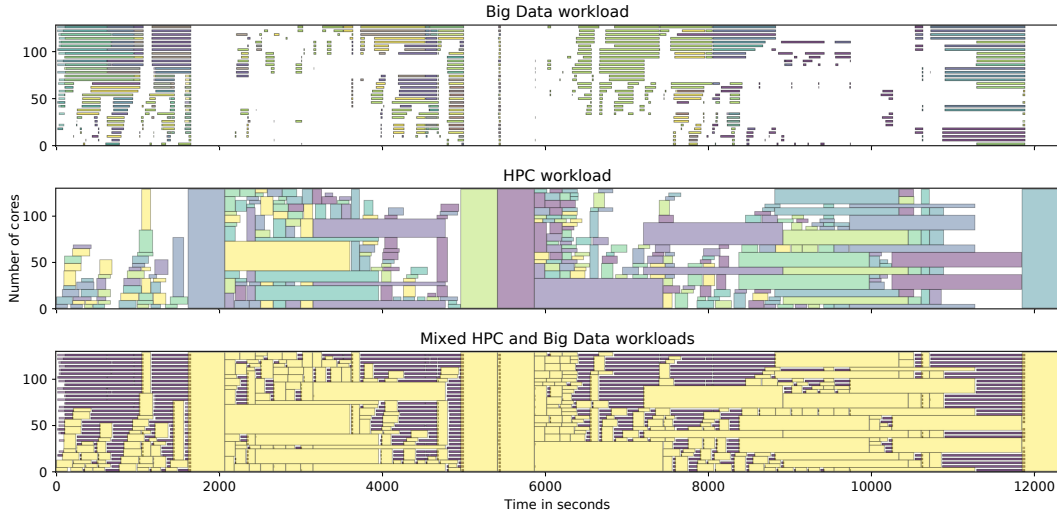 Big Data workload
100
50
0
HPC workload
Number of cores
100
50
0
Mixed HPC and Big Data workloads
100
50
0
0 2000 4000 6000 8000 10000 12000
Time in seconds